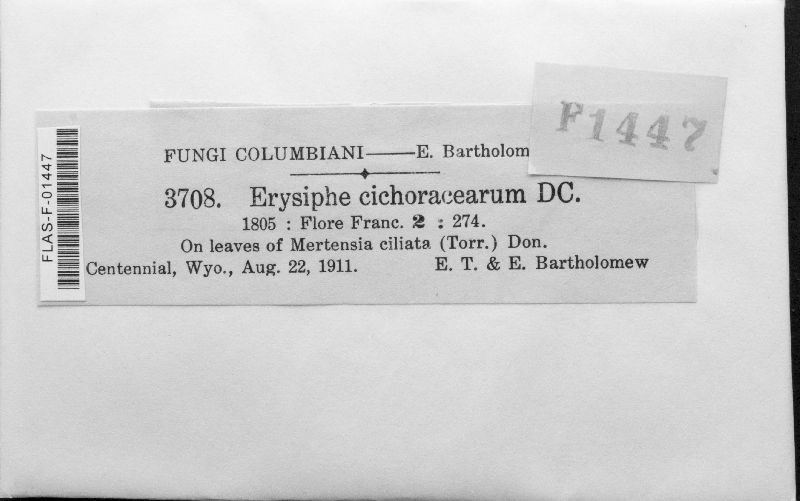 F1447
FUNGI COLUMBIANI——E. Bartholom
3708. Erysiphe cichoracearum DC.
1805 : Flore Franc. 2 : 274.
On leaves of Mertensia ciliata (Torr.) Don.
Centennial, Wyo., Aug. 22, 1911. E. T. & E. Bartholomew
FLAS-F-01447